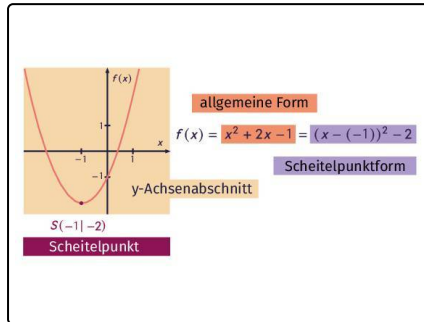 f(x)
allgemeine Form
1
x
f(x) = x² + 2x −1 = (x − (−1))² − 2
−1
1
−1
Scheitelpunktform
y-Achsenabschnitt
S(−1| −2)
Scheitelpunkt